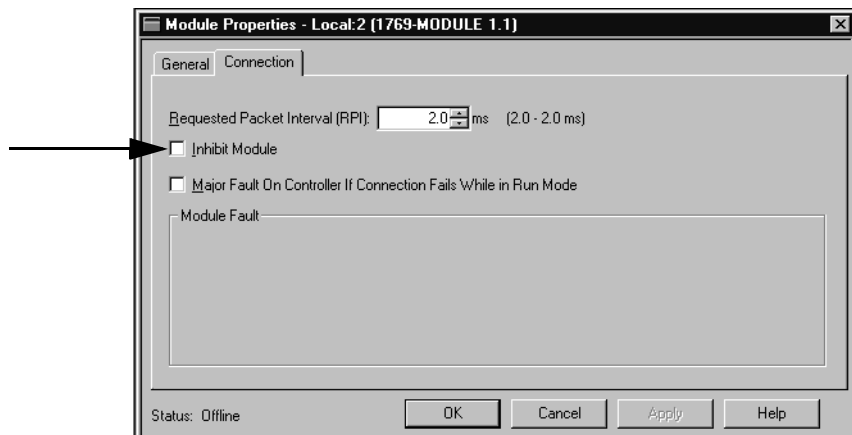 Module Properties - Local:2 (1769-MODULE 1.1)
General Connection
Requested Packet Interval (RPI): 2.0 ms (2.0 - 2.0 ms)
Inhibit Module
Major Fault On Controller If Connection Fails While in Run Mode
Module Fault
Status: Offline OK Cancel Apply Help